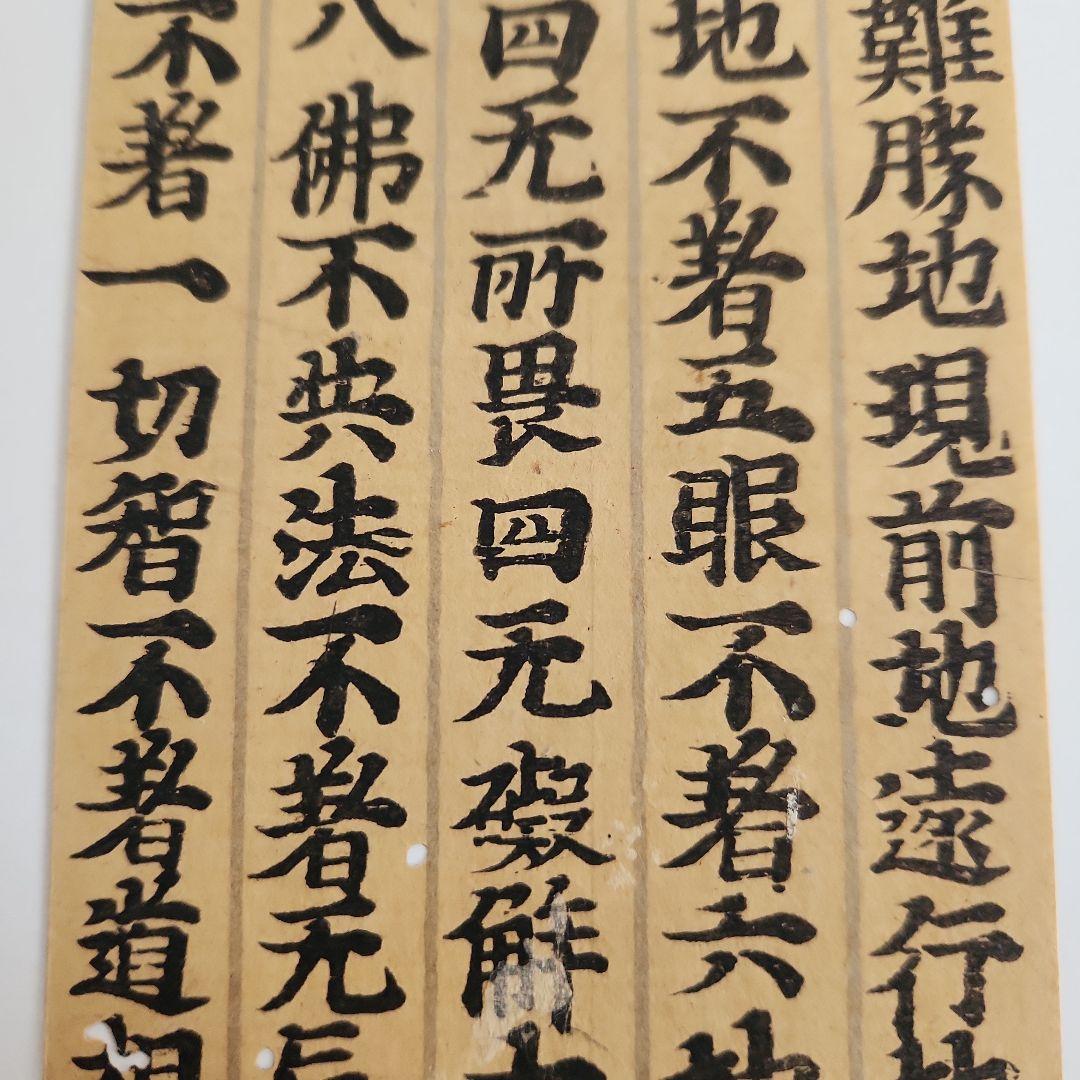 難勝地現前地遠行地
地不著五眼不著六
四无所畏四无礙解
八佛不共法不著无
不著一切智不著道相